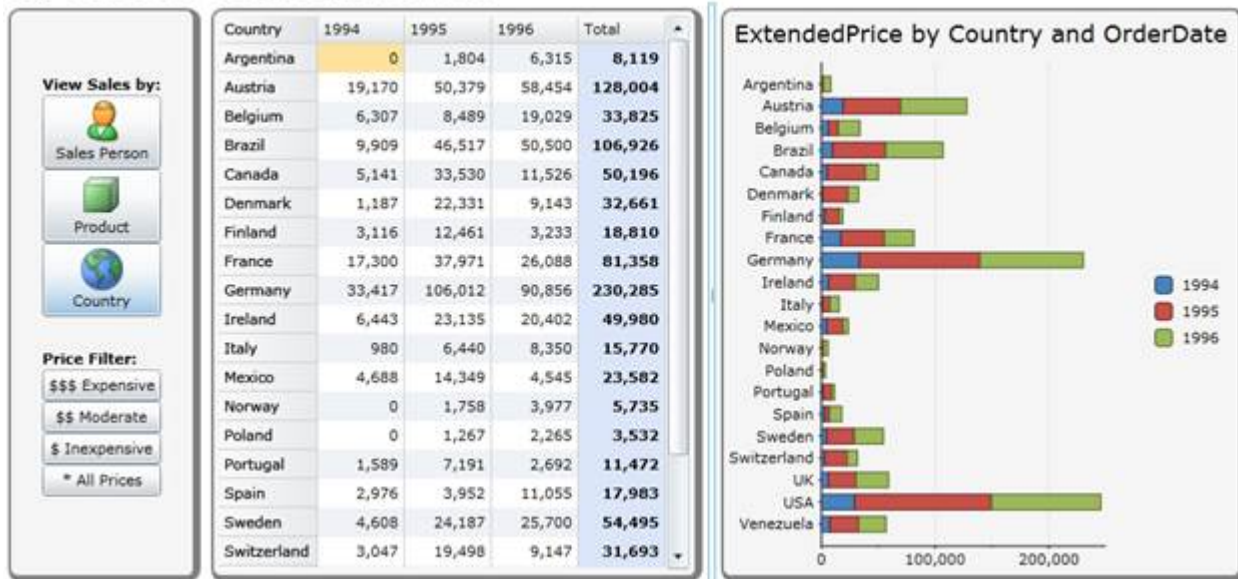 View Sales by:
Sales Person
Product
Country
Price Filter:
$$$ Expensive
$$ Moderate
$ Inexpensive
* All Prices
Country 1994 1995 1996 Total
Argentina 0 1,804 6,315 8,119
Austria 19,170 50,379 58,454 128,004
Belgium 6,307 8,489 19,029 33,825
Brazil 9,909 46,517 50,500 106,926
Canada 5,141 33,530 11,526 50,196
Denmark 1,187 22,331 9,143 32,661
Finland 3,116 12,461 3,233 18,810
France 17,300 37,971 26,088 81,358
Germany 33,417 106,012 90,856 230,285
Ireland 6,443 23,135 20,402 49,980
Italy 980 6,440 8,350 15,770
Mexico 4,688 14,349 4,545 23,582
Norway 0 1,758 3,977 5,735
Poland 0 1,267 2,265 3,532
Portugal 1,589 7,191 2,692 11,472
Spain 2,976 3,952 11,055 17,983
Sweden 4,608 24,187 25,700 54,495
Switzerland 3,047 19,498 9,147 31,693
ExtendedPrice by Country and OrderDate
Argentina
Austria
Belgium
Brazil
Canada
Denmark
Finland
France
Germany
Ireland
Italy
Mexico
Norway
Poland
Portugal
Spain
Sweden
Switzerland
UK
USA
Venezuela
0 100,000 200,000
1994
1995
1996